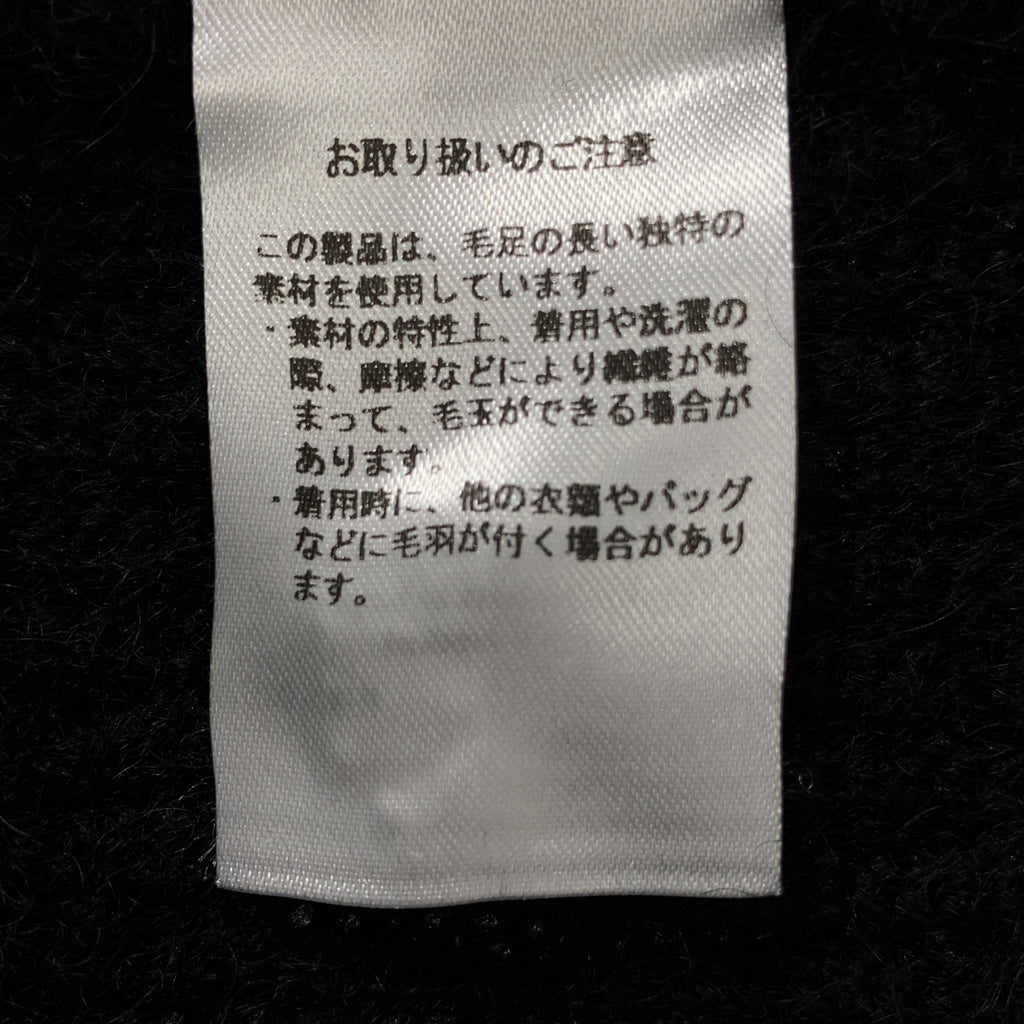 お取り扱いのご注意
この製品は、毛足の長い独特の
素材を使用しています。
・素材の特性上、着用や洗濯の
際、摩擦などにより繊維が絡
まって、毛玉ができる場合が
あります。
・着用時に、他の衣類やバッグ
などに毛羽が付く場合があり
ます。